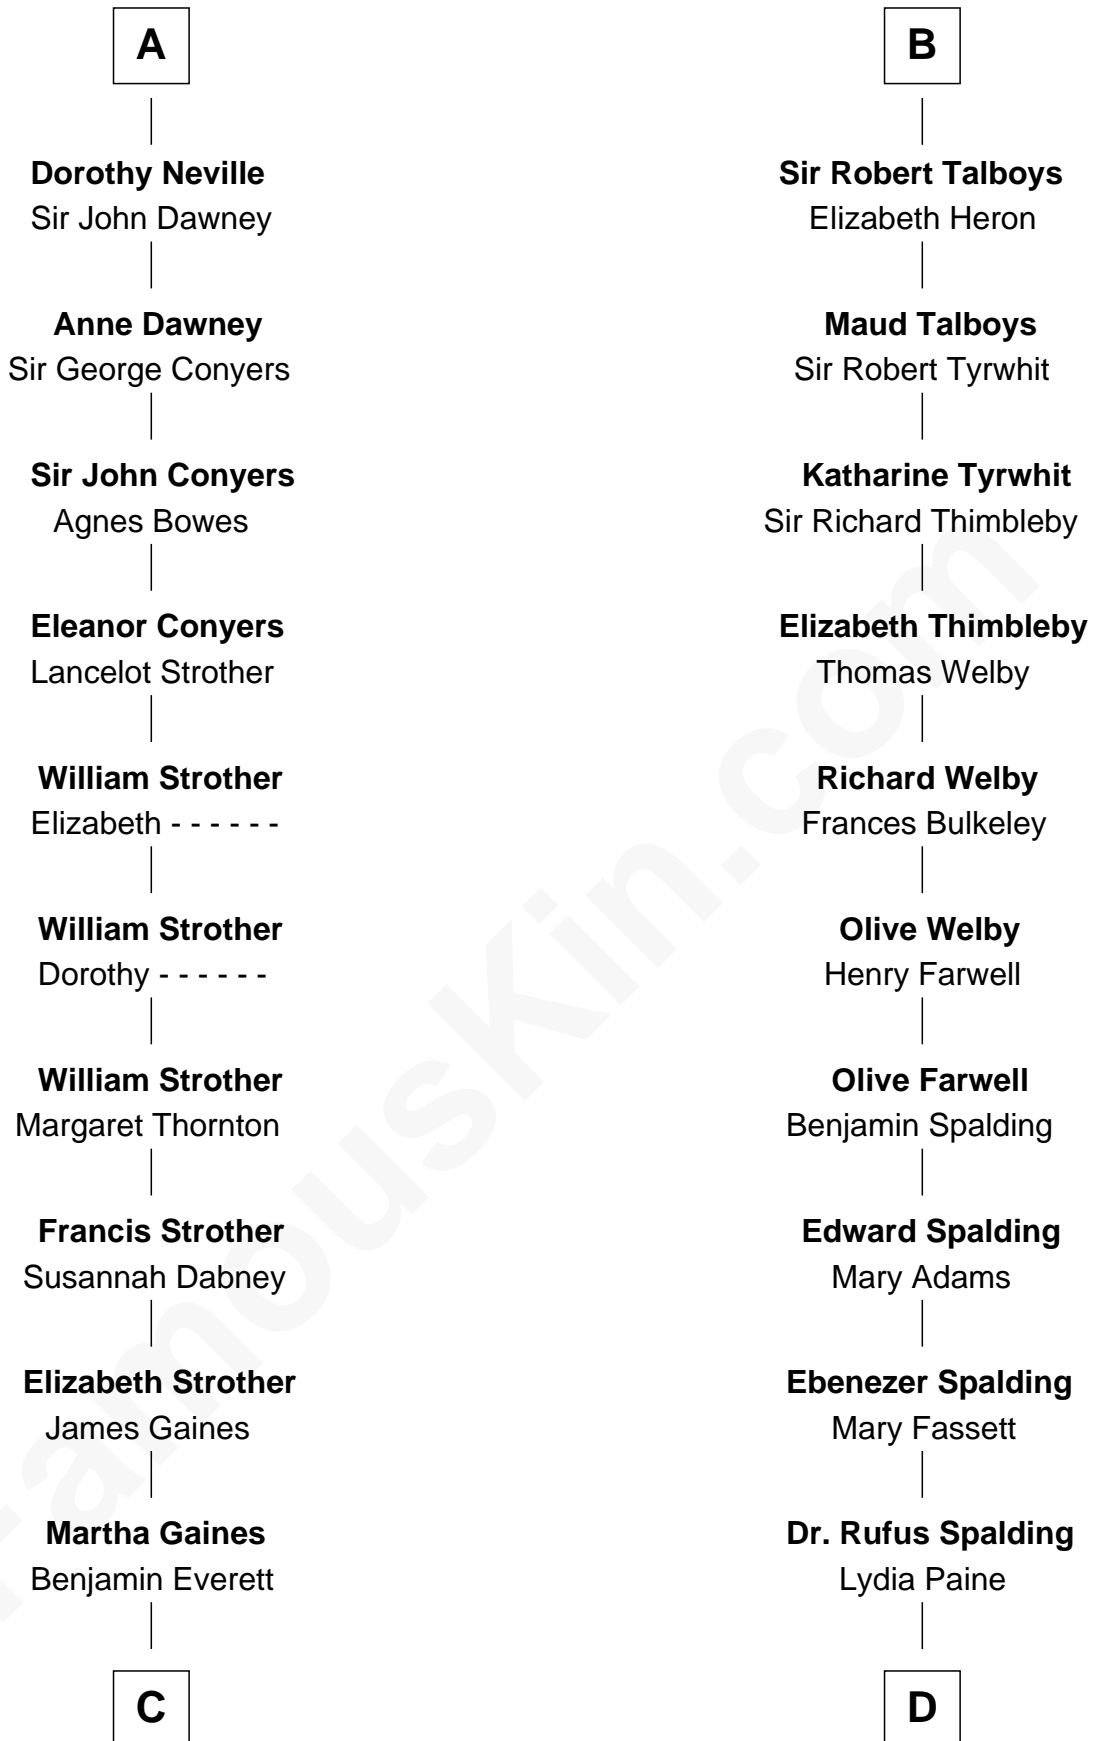 A
Dorothy Neville
Sir John Dawney
Anne Dawney
Sir George Conyers
Sir John Conyers
Agnes Bowes
Eleanor Conyers
Lancelot Strother
William Strother
Elizabeth - - - - - -
William Strother
Dorothy - - - - - -
William Strother
Margaret Thornton
Francis Strother
Susannah Dabney
Elizabeth Strother
James Gaines
Martha Gaines
Benjamin Everett
C
B
Sir Robert Talboys
Elizabeth Heron
Maud Talboys
Sir Robert Tyrwhit
Katharine Tyrwhit
Sir Richard Thimbleby
Elizabeth Thimbleby
Thomas Welby
Richard Welby
Frances Bulkeley
Olive Welby
Henry Farwell
Olive Farwell
Benjamin Spalding
Edward Spalding
Mary Adams
Ebenezer Spalding
Mary Fassett
Dr. Rufus Spalding
Lydia Paine
D
FamousKin.com